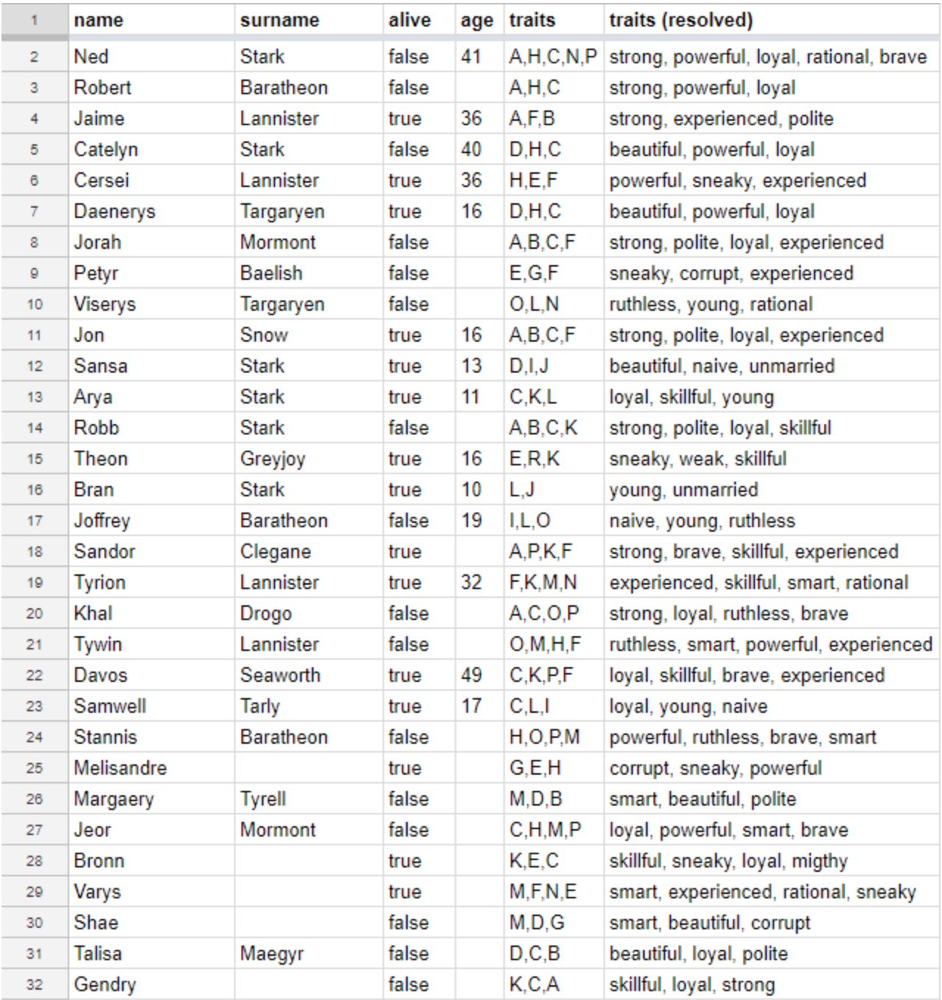 1 name surname alive age traits traits (resolved)
2 Ned Stark false 41 A,H,C,N,P strong, powerful, loyal, rational, brave
3 Robert Baratheon false A,H,C strong, powerful, loyal
4 Jaime Lannister true 36 A,F,B strong, experienced, polite
5 Catelyn Stark false 40 D,H,C beautiful, powerful, loyal
6 Cersei Lannister true 36 H,E,F powerful, sneaky, experienced
7 Daenerys Targaryen true 16 D,H,C beautiful, powerful, loyal
8 Jorah Mormont false A,B,C,F strong, polite, loyal, experienced
9 Petyr Baelish false E,G,F sneaky, corrupt, experienced
10 Viserys Targaryen false O,L,N ruthless, young, rational
11 Jon Snow true 16 A,B,C,F strong, polite, loyal, experienced
12 Sansa Stark true 13 D,I,J beautiful, naive, unmarried
13 Arya Stark true 11 C,K,L loyal, skillful, young
14 Robb Stark false A,B,C,K strong, polite, loyal, skillful
15 Theon Greyjoy true 16 E,R,K sneaky, weak, skillful
16 Bran Stark true 10 L,J young, unmarried
17 Joffrey Baratheon false 19 I,L,O naive, young, ruthless
18 Sandor Clegane true A,P,K,F strong, brave, skillful, experienced
19 Tyrion Lannister true 32 F,K,M,N experienced, skillful, smart, rational
20 Khal Drogo false A,C,O,P strong, loyal, ruthless, brave
21 Tywin Lannister false O,M,H,F ruthless, smart, powerful, experienced
22 Davos Seaworth true 49 C,K,P,F loyal, skillful, brave, experienced
23 Samwell Tarly true 17 C,L,I loyal, young, naive
24 Stannis Baratheon false H,O,P,M powerful, ruthless, brave, smart
25 Melisandre true G,E,H corrupt, sneaky, powerful
26 Margaery Tyrell false M,D,B smart, beautiful, polite
27 Jeor Mormont false C,H,M,P loyal, powerful, smart, brave
28 Bronn true K,E,C skillful, sneaky, loyal, migthy
29 Varys true M,F,N,E smart, experienced, rational, sneaky
30 Shae false M,D,G smart, beautiful, corrupt
31 Talisa Maegyr false D,C,B beautiful, loyal, polite
32 Gendry false K,C,A skillful, loyal, strong